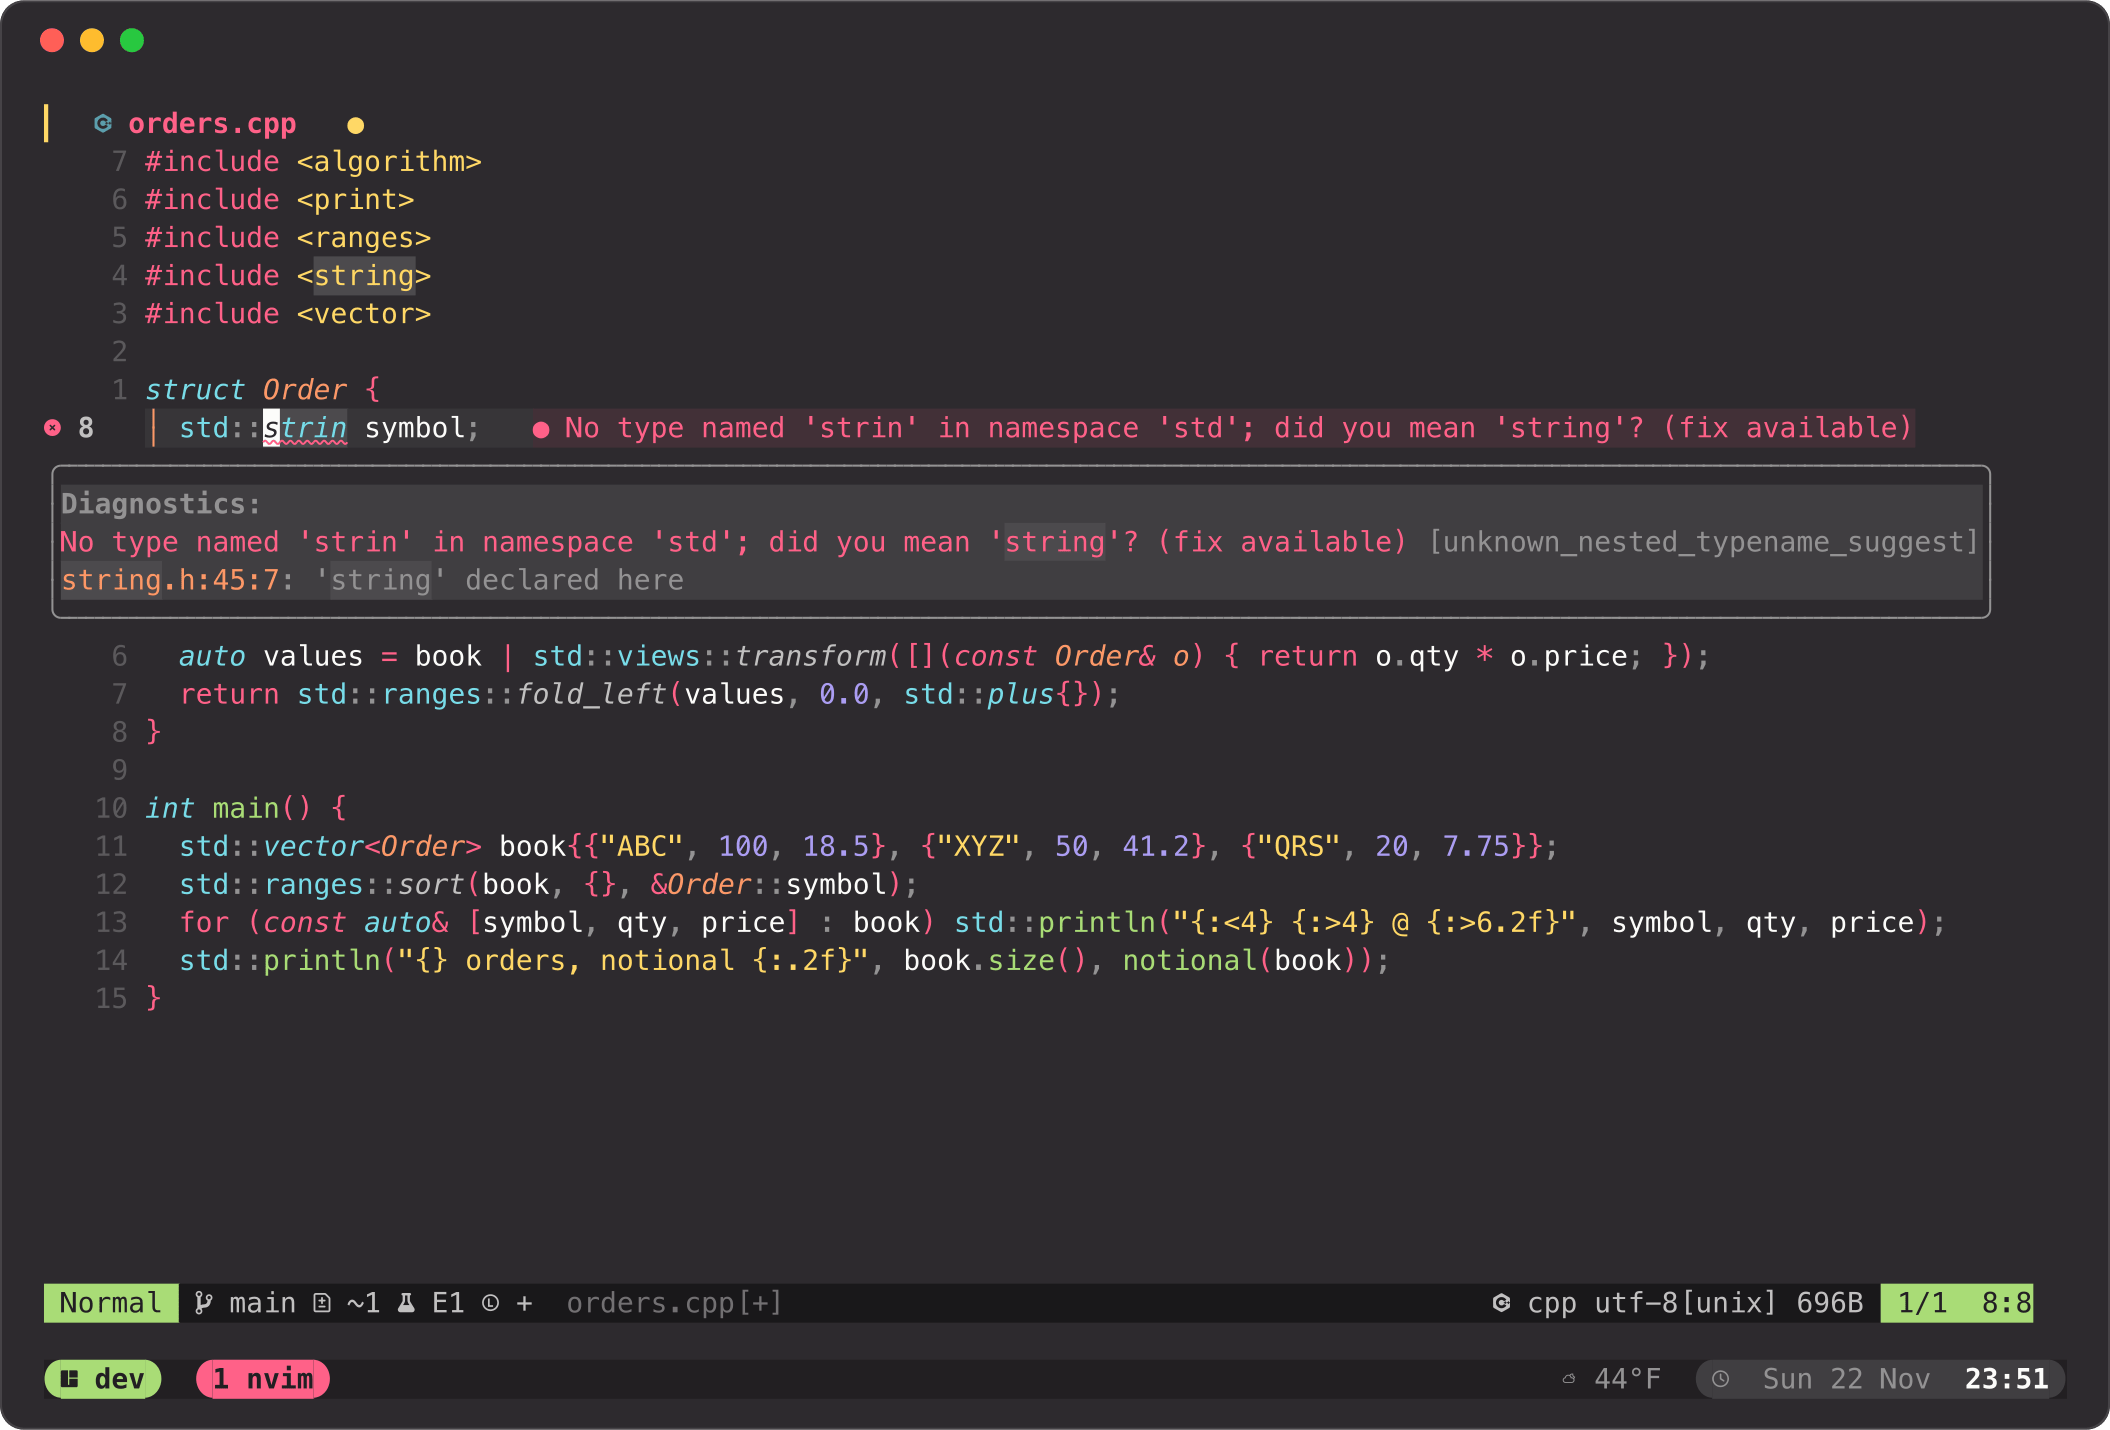 orders.cpp ●
7 #include <algorithm>
6 #include <print>
5 #include <ranges>
4 #include <string>
3 #include <vector>
2
1 struct Order {
8 std::strin symbol; ● No type named 'strin' in namespace 'std'; did you mean 'string'? (fix available)
Diagnostics:
No type named 'strin' in namespace 'std'; did you mean 'string'? (fix available) [unknown_nested_typename_suggest]
string.h:45:7: 'string' declared here
6 auto values = book | std::views::transform([](const Order& o) { return o.qty * o.price; });
7 return std::ranges::fold_left(values, 0.0, std::plus{});
8 }
9
10 int main() {
11 std::vector<Order> book{{"ABC", 100, 18.5}, {"XYZ", 50, 41.2}, {"QRS", 20, 7.75}};
12 std::ranges::sort(book, {}, &Order::symbol);
13 for (const auto& [symbol, qty, price] : book) std::println("{:<4} {:>4} @ {:>6.2f}", symbol, qty, price);
14 std::println("{} orders, notional {:.2f}", book.size(), notional(book));
15 }
Normal main ~1 E1 + orders.cpp[+] cpp utf-8[unix] 696B 1/1 8:8
dev 1 nvim 44°F Sun 22 Nov 23:51